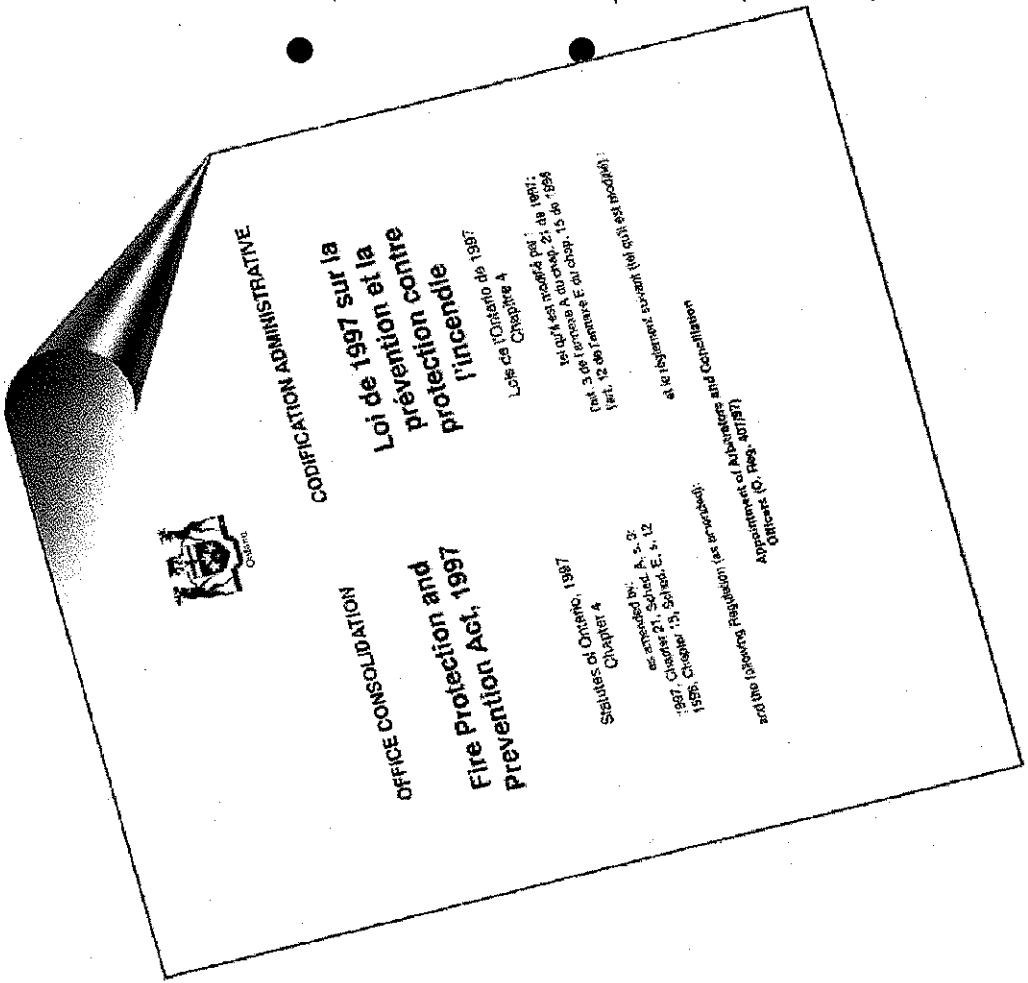 Ontario
OFFICE CONSOLIDATION
Fire Protection and
Prevention Act, 1997
Statutes of Ontario, 1997
Chapter 4
as amended by:
1997, Chapter 21, Sched. A, s. 3;
1998, Chapter 15, Sched. E, s. 12
and the following Regulation (as amended):
CODIFICATION ADMINISTRATIVE
Loi de 1997 sur la
prévention et la
protection contre
l'incendie
Lois de l'Ontario de 1997
Chapitre 4
tel qu'il est modifié par :
l'art. 3 de l'annexe A du chap. 21 de 1997;
l'art. 12 de l'annexe E du chap. 15 de 1998
et le règlement suivant (tel qu'il est modifié) :
Appointment of Arbitrators and Conciliation
Officers (O. Reg. 407/97)